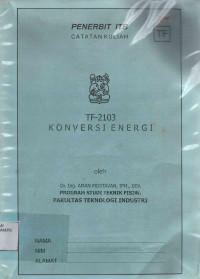 PENERBIT ITB
CATATAN KULIAH
TF
TF-2103
KONVERSI ENERGI
oleh
PROGRAM STUDI TEKNIK FISIKA
FAKULTAS TEKNOLOGI INDUSTRI
NAMA
NIM
ALAMAT